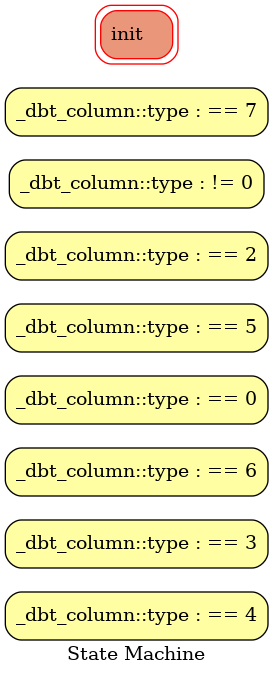 init
_dbt_column::type : == 7
_dbt_column::type : != 0
_dbt_column::type : == 2
_dbt_column::type : == 5
_dbt_column::type : == 0
_dbt_column::type : == 6
_dbt_column::type : == 3
_dbt_column::type : == 4
State Machine